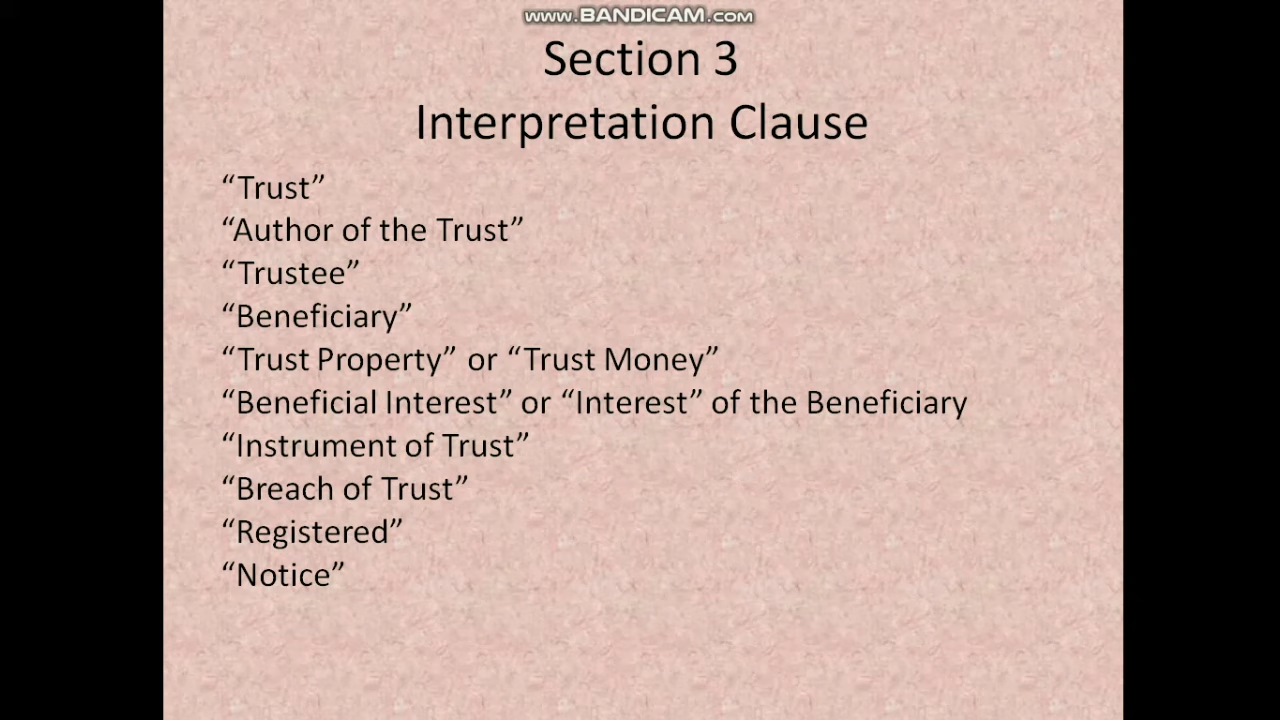 www.BANDICAM.com
Section 3
Interpretation Clause
“Trust”
“Author of the Trust”
“Trustee”
“Beneficiary”
“Trust Property” or “Trust Money”
“Beneficial Interest” or “Interest” of the Beneficiary
“Instrument of Trust”
“Breach of Trust”
“Registered”
“Notice”